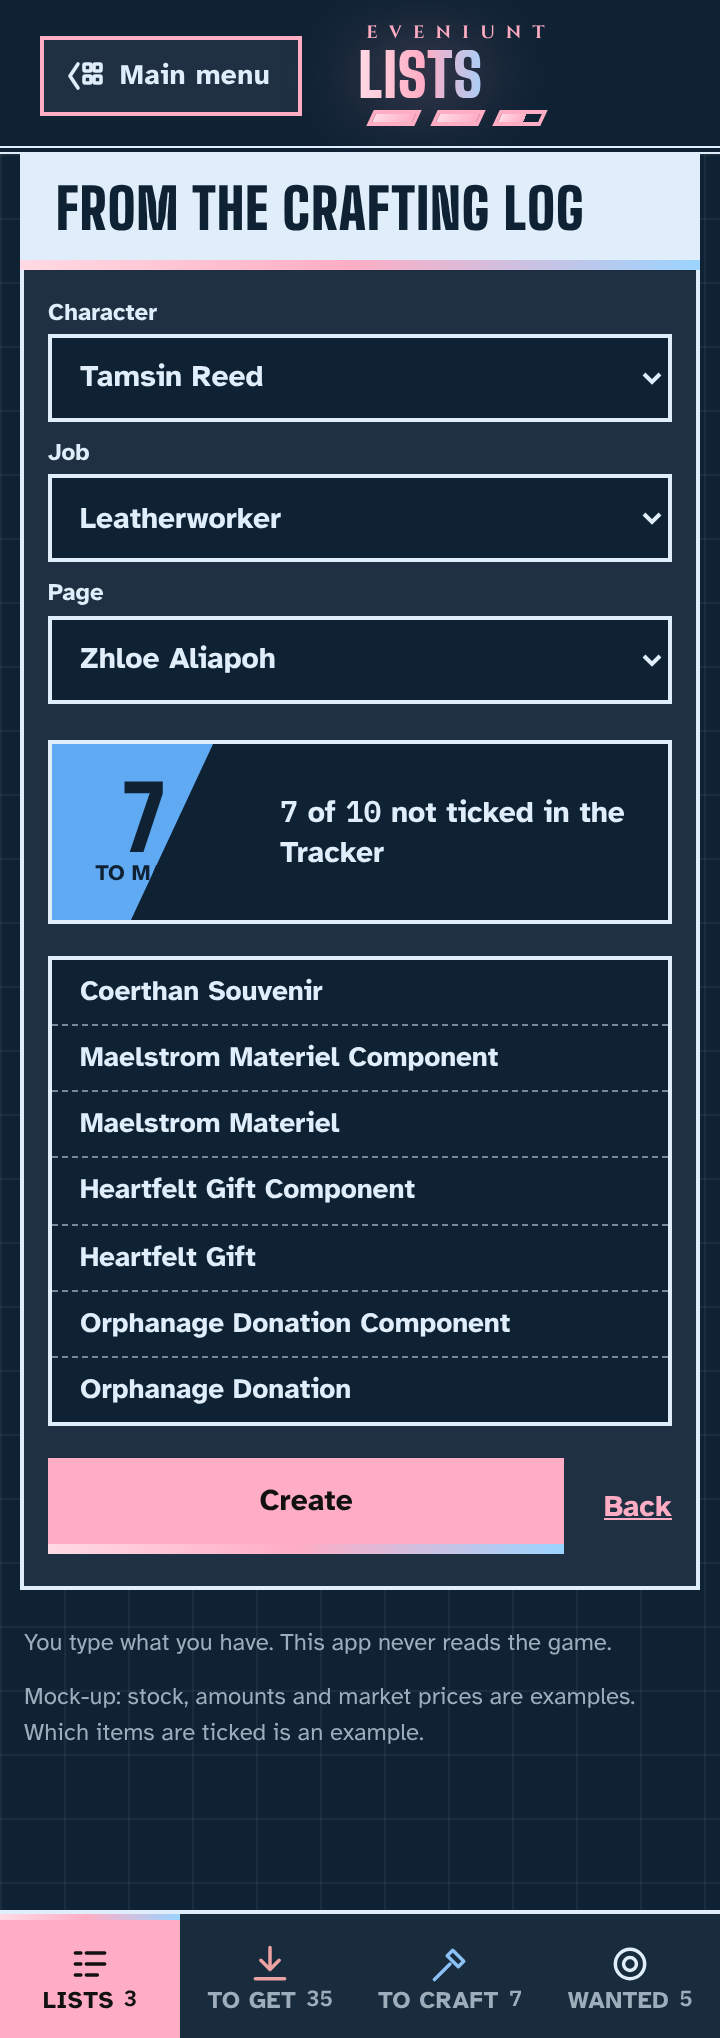 Main menu
EVENIUNT
LISTS
FROM THE CRAFTING LOG
Character
Tamsin Reed
Job
Leatherworker
Page
Zhloe Aliapoh
7
TO
7 of 10 not ticked in the
Tracker
Coerthan Souvenir
Maelstrom Materiel Component
Maelstrom Materiel
Heartfelt Gift Component
Heartfelt Gift
Orphanage Donation Component
Orphanage Donation
Create
Back
You type what you have. This app never reads the game.
Mock-up: stock, amounts and market prices are examples.
Which items are ticked is an example.
LISTS 3
TO GET 35
TO CRAFT 7
WANTED 5